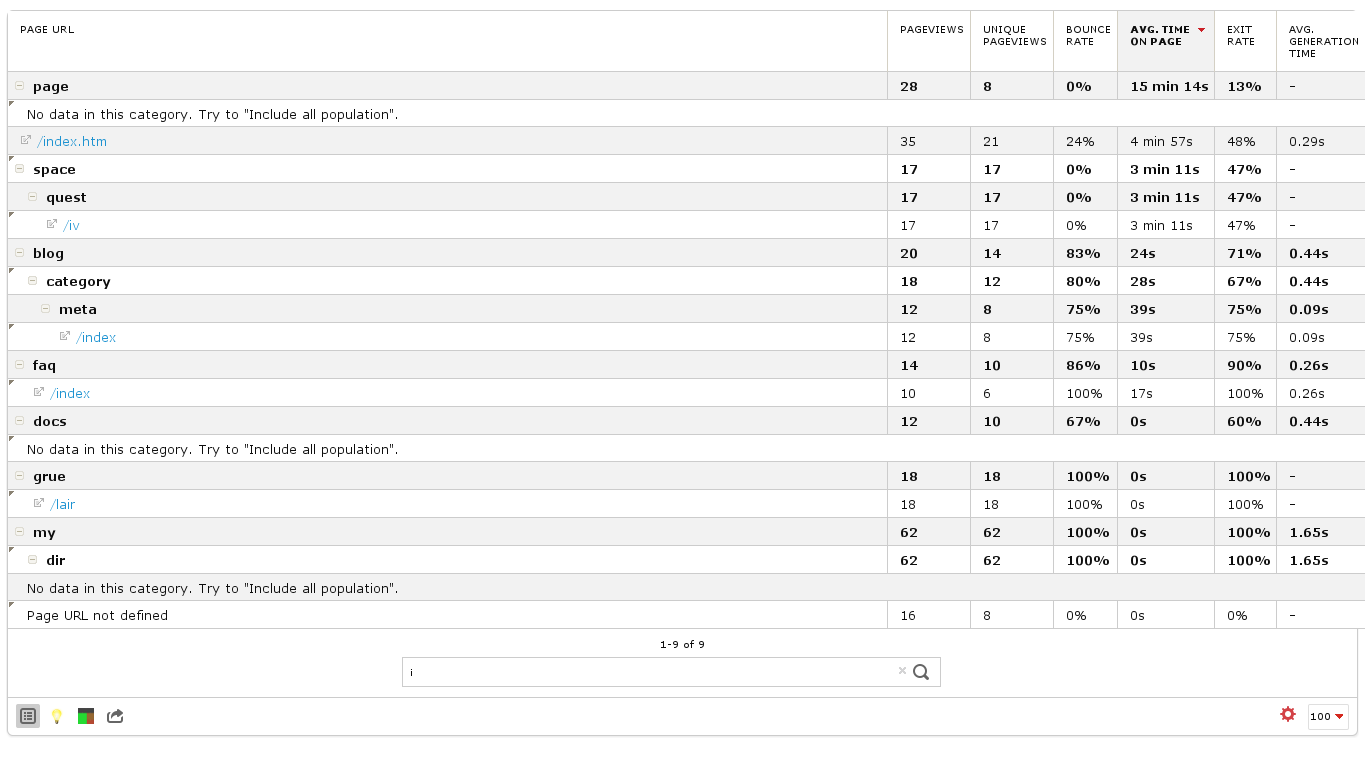 PAGE URL PAGEVIEWS UNIQUE PAGEVIEWS BOUNCE RATE AVG. TIME ON PAGE EXIT RATE AVG. GENERATION TIME
page 28 8 0% 15 min 14s 13% -
No data in this category. Try to "Include all population".
/index.htm 35 21 24% 4 min 57s 48% 0.29s
space 17 17 0% 3 min 11s 47% -
quest 17 17 0% 3 min 11s 47% -
/iv 17 17 0% 3 min 11s 47% -
blog 20 14 83% 24s 71% 0.44s
category 18 12 80% 28s 67% 0.44s
meta 12 8 75% 39s 75% 0.09s
/index 12 8 75% 39s 75% 0.09s
faq 14 10 86% 10s 90% 0.26s
/index 10 6 100% 17s 100% 0.26s
docs 12 10 67% 0s 60% 0.44s
No data in this category. Try to "Include all population".
grue 18 18 100% 0s 100% -
/lair 18 18 100% 0s 100% -
my 62 62 100% 0s 100% 1.65s
dir 62 62 100% 0s 100% 1.65s
No data in this category. Try to "Include all population".
Page URL not defined 16 8 0% 0s 0% -
1-9 of 9
i
100